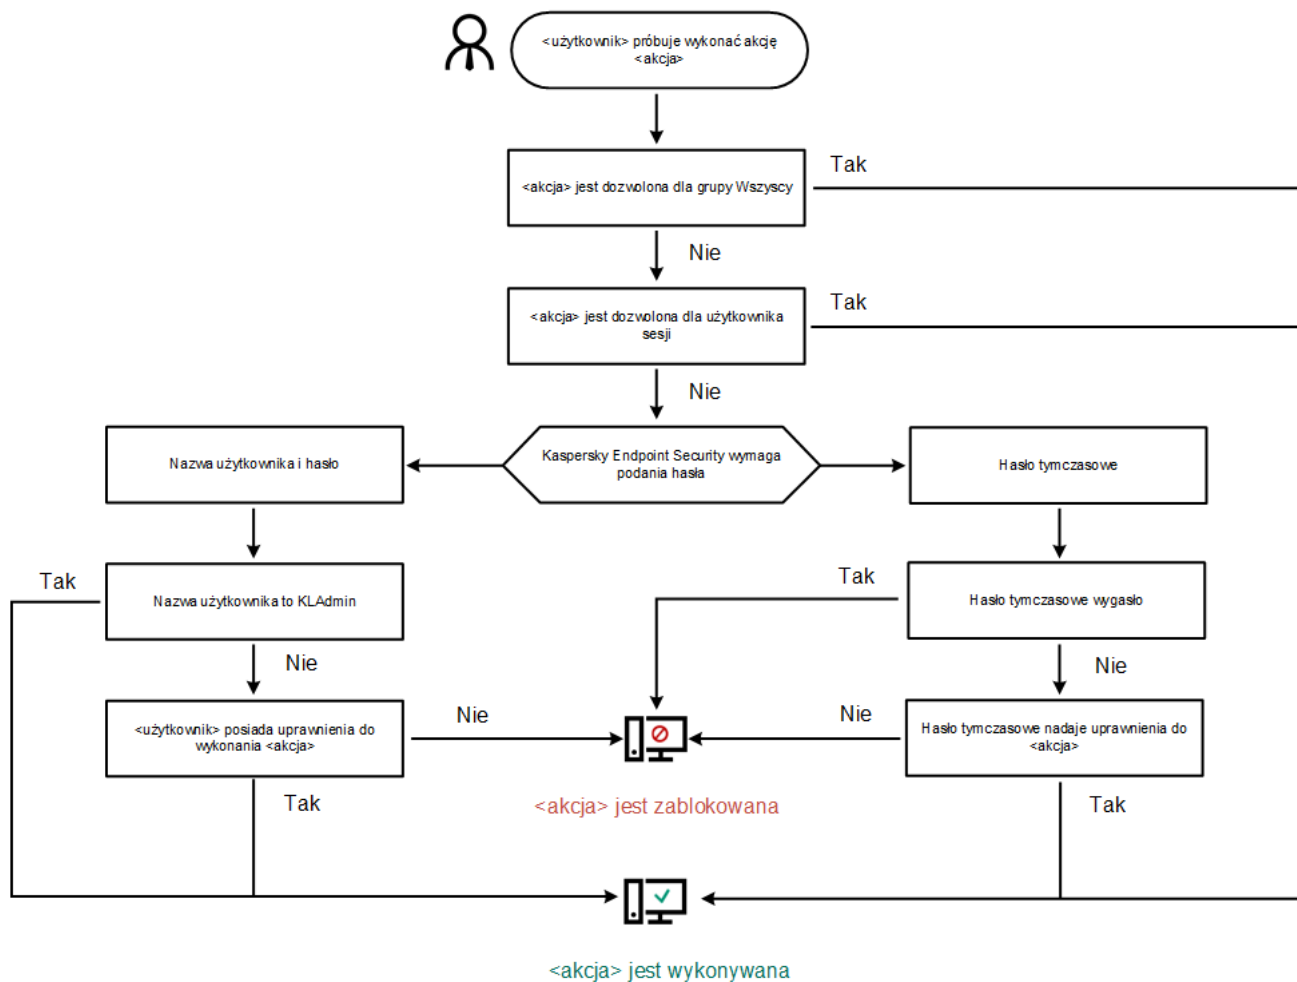 <użytkownik> próbuje wykonać akcję
<akcja>
<akcja> jest dozwolona dla grupy Wszyscy
Tak
Nie
<akcja> jest dozwolona dla użytkownika
sesji
Tak
Nie
Nazwa użytkownika i hasło
Kaspersky Endpoint Security wymaga
podania hasła
Hasło tymczasowe
Tak
Nazwa użytkownika to KLAdmin
Tak
Hasło tymczasowe wygasło
Nie
Nie
<użytkownik> posiada uprawnienia do
wykonania <akcja>
Nie
Nie
Hasło tymczasowe nadaje uprawnienia do
<akcja>
Tak
<akcja> jest zablokowana
Tak
<akcja> jest wykonywana